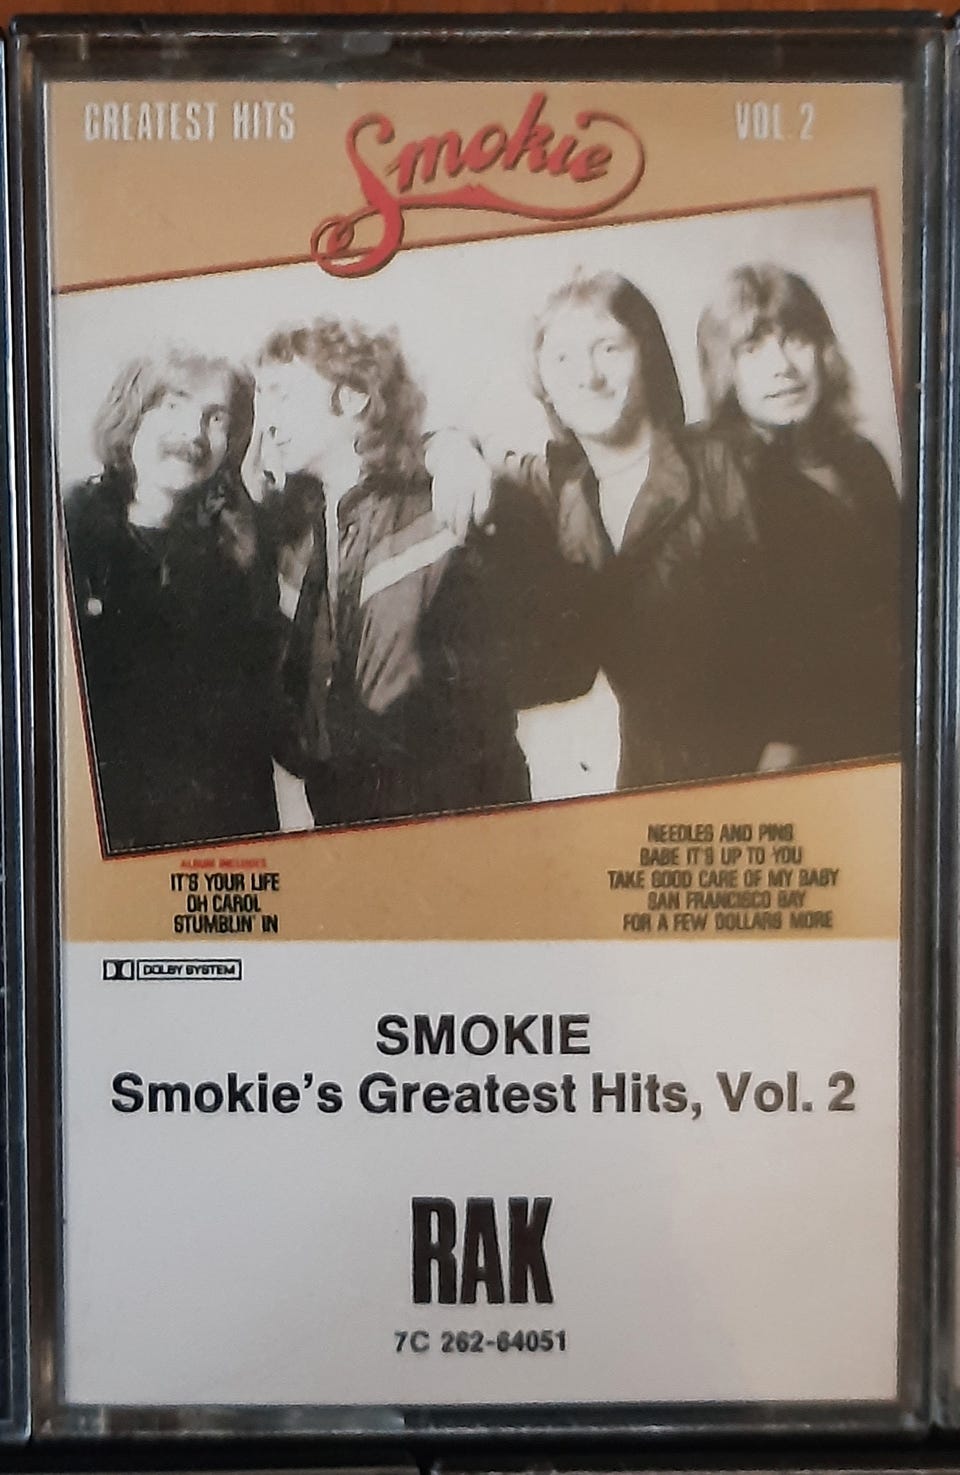 GREATEST HITS
Smokie
VOL. 2
ALBUM INCLUDES
IT'S YOUR LIFE
OH CAROL
STUMBLIN' IN
NEEDLES AND PINS
BABE IT'S UP TO YOU
TAKE GOOD CARE OF MY BABY
SAN FRANCISCO BAY
FOR A FEW DOLLARS MORE
DOLBY SYSTEM
SMOKIE
Smokie's Greatest Hits, Vol. 2
RAK
7C 262-64051